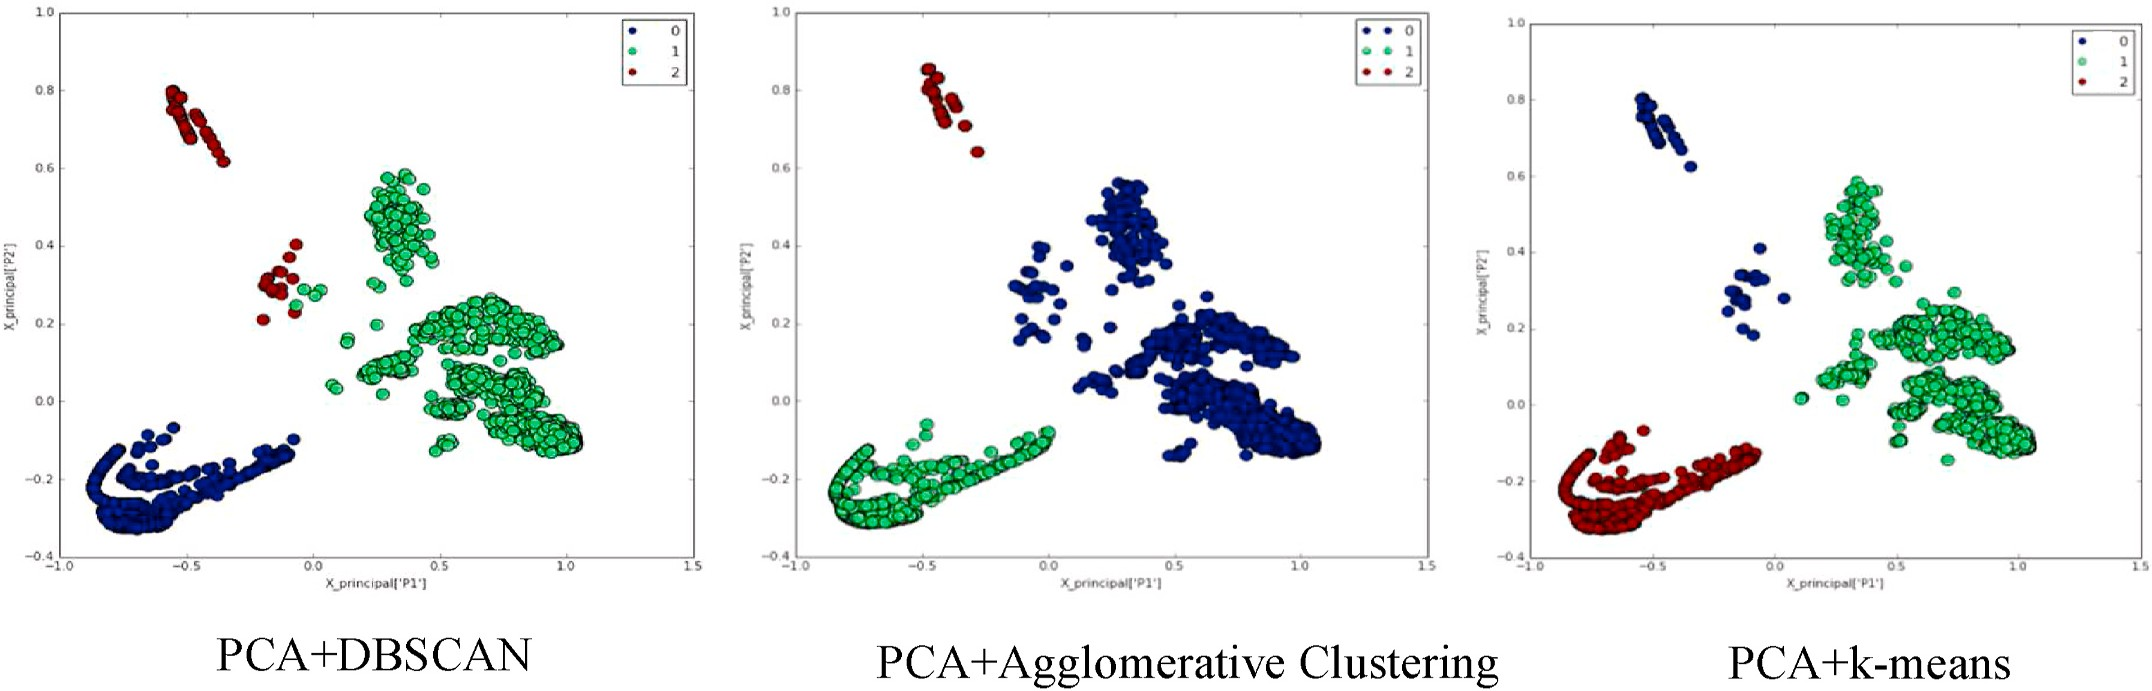 1.0
0.8
0.6
0.4
0.2
0.0
−0.2
−0.4
−1.0 −0.5 0.0 0.5 1.0 1.5
X_principal['P2']
X_principal['P1']
0
1
2
PCA+DBSCAN
1.0
0.8
0.6
0.4
0.2
0.0
−0.2
−0.4
−1.0 −0.5 0.0 0.5 1.0 1.5
X_principal['P2']
X_principal['P1']
0
1
2
PCA+Agglomerative Clustering
1.0
0.8
0.6
0.4
0.2
0.0
−0.2
−0.4
−1.0 −0.5 0.0 0.5 1.0 1.5
X_principal['P2']
X_principal['P1']
0
1
2
PCA+k-means